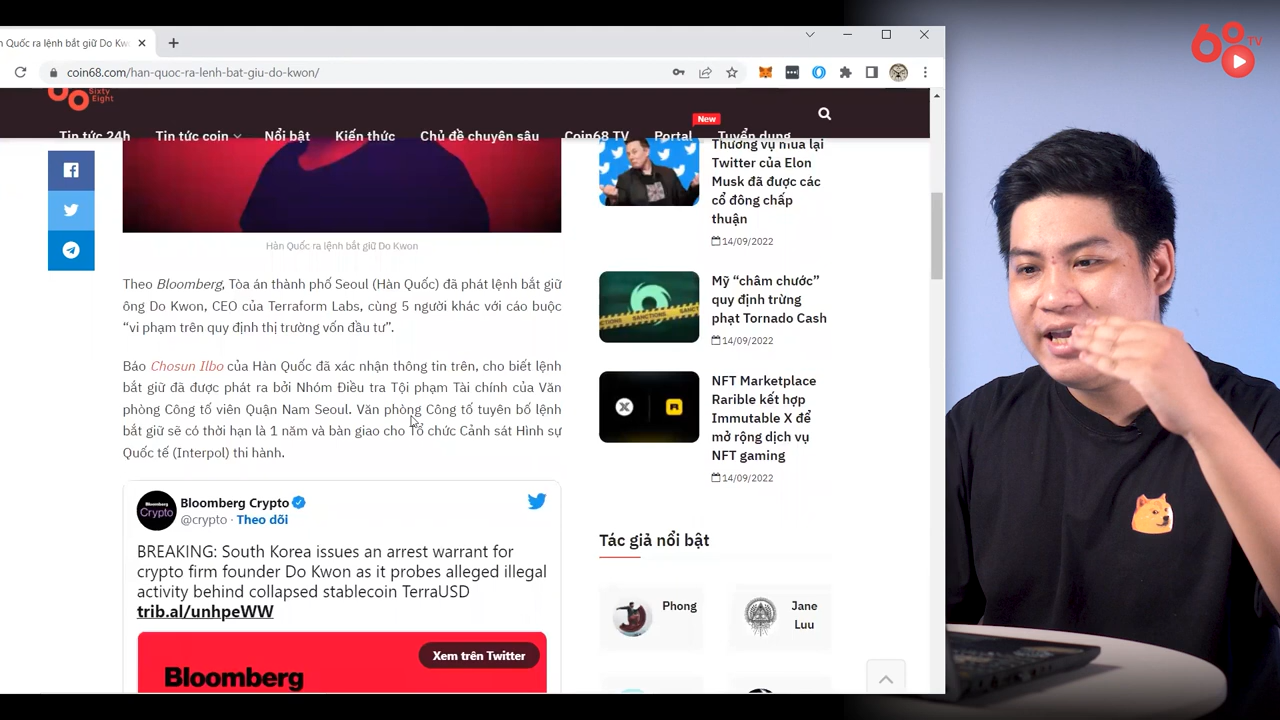 n Quốc ra lệnh bắt giữ Do Kw
coin68.com/han-quoc-ra-lenh-bat-giu-do-kwon/
68
TV
Sixty
Eight
New
Tin tức 24h Tin tức coin Nổi bật Kiến thức Chủ đề chuyên sâu Coin68 TV Portal Tuyển dụng
Hàn Quốc ra lệnh bắt giữ Do Kwon
Theo Bloomberg, Tòa án thành phố Seoul (Hàn Quốc) đã phát lệnh bắt giữ
ông Do Kwon, CEO của Terraform Labs, cùng 5 người khác với cáo buộc
“vi phạm trên quy định thị trường vốn đầu tư”.
Báo Chosun Ilbo của Hàn Quốc đã xác nhận thông tin trên, cho biết lệnh
bắt giữ đã được phát ra bởi Nhóm Điều tra Tội phạm Tài chính của Văn
phòng Công tố viên Quận Nam Seoul. Văn phòng Công tố tuyên bố lệnh
bắt giữ sẽ có thời hạn là 1 năm và bàn giao cho Tổ chức Cảnh sát Hình sự
Quốc tế (Interpol) thi hành.
Bloomberg Crypto
@crypto · Theo dõi
BREAKING: South Korea issues an arrest warrant for
crypto firm founder Do Kwon as it probes alleged illegal
activity behind collapsed stablecoin TerraUSD
trib.al/unhpeWW
Xem trên Twitter
Bloomberg
Crypto
Thương vụ mua lại
Twitter của Elon
Musk đã được các
cổ đông chấp
thuận
14/09/2022
Mỹ “châm chước”
quy định trừng
phạt Tornado Cash
14/09/2022
NFT Marketplace
Rarible kết hợp
Immutable X để
mở rộng dịch vụ
NFT gaming
14/09/2022
Tác giả nổi bật
Phong
Jane
Luu